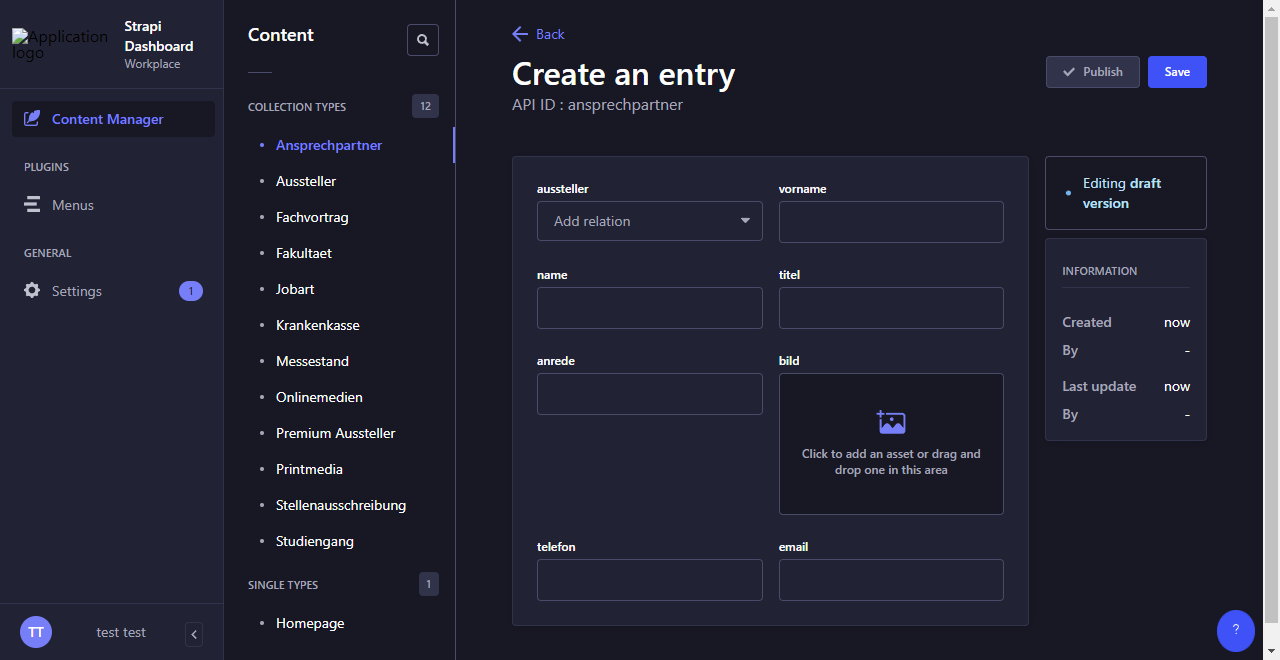 Application logo
Strapi Dashboard
Workplace
Content Manager
PLUGINS
Menus
GENERAL
Settings
1
TT
test test
Content
COLLECTION TYPES
12
Ansprechpartner
Aussteller
Fachvortrag
Fakultaet
Jobart
Krankenkasse
Messestand
Onlinemedien
Premium Aussteller
Printmedia
Stellenausschreibung
Studiengang
SINGLE TYPES
1
Homepage
Back
Create an entry
API ID : ansprechpartner
Publish
Save
aussteller
Add relation
vorname
name
titel
anrede
bild
Click to add an asset or drag and
drop one in this area
telefon
email
Editing draft
version
INFORMATION
Created
now
By
-
Last update
now
By
-
?